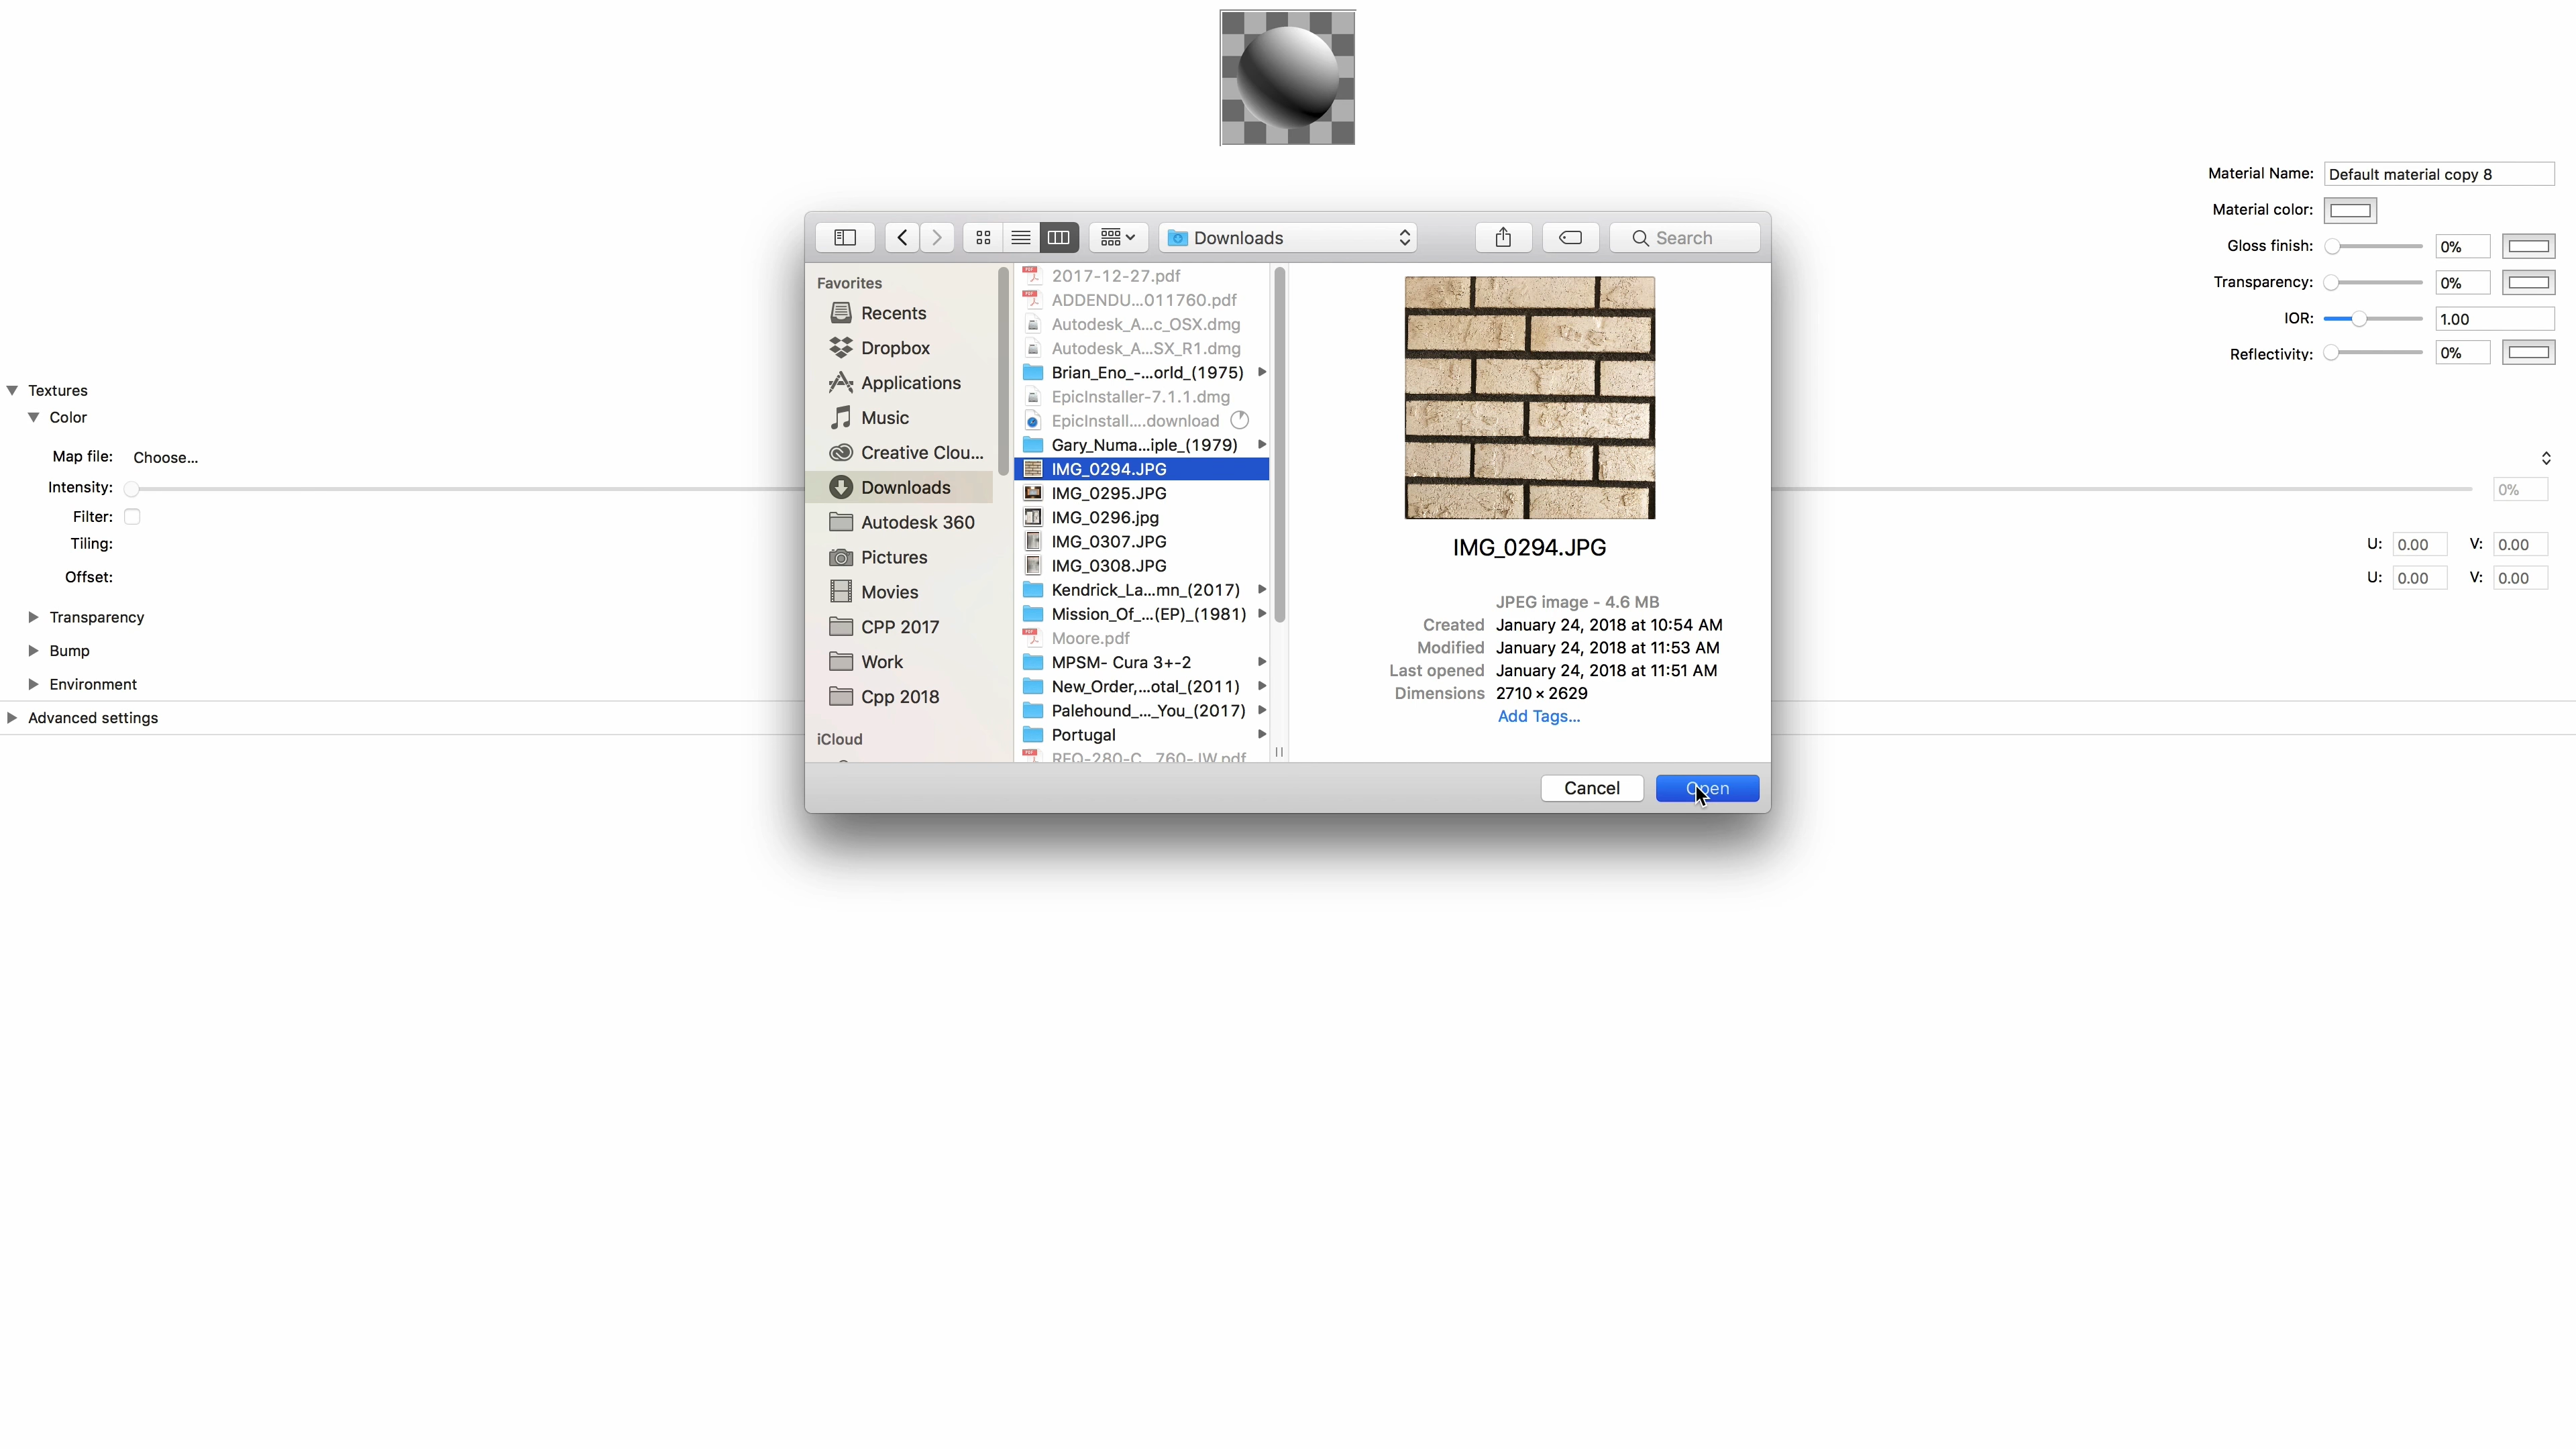 Material Name: Default material copy 8
Material color:
Gloss finish: 0%
Transparency: 0%
IOR: 1.00
Reflectivity: 0%
Textures
Color
Map file: Choose...
Intensity: 0%
Filter:
Tiling: U: 0.00 V: 0.00
Offset: U: 0.00 V: 0.00
Transparency
Bump
Environment
Advanced settings
Downloads
Search
Favorites
Recents
Dropbox
Applications
Music
Creative Clou...
Downloads
Autodesk 360
Pictures
Movies
CPP 2017
Work
Cpp 2018
iCloud
2017-12-27.pdf
ADDENDU...011760.pdf
Autodesk_A...c_OSX.dmg
Autodesk_A...SX_R1.dmg
Brian_Eno_-...orld_(1975)
EpicInstaller-7.1.1.dmg
EpicInstall....download
Gary_Numa...iple_(1979)
IMG_0294.JPG
IMG_0295.JPG
IMG_0296.jpg
IMG_0307.JPG
IMG_0308.JPG
Kendrick_La...mn_(2017)
Mission_Of_...(EP)_(1981)
Moore.pdf
MPSM- Cura 3+-2
New_Order,...otal_(2011)
Palehound_..._You_(2017)
Portugal
RFQ-280-C...760-JW.pdf
IMG_0294.JPG
JPEG image - 4.6 MB
Created January 24, 2018 at 10:54 AM
Modified January 24, 2018 at 11:53 AM
Last opened January 24, 2018 at 11:51 AM
Dimensions 2710 × 2629
Add Tags...
Cancel
Open